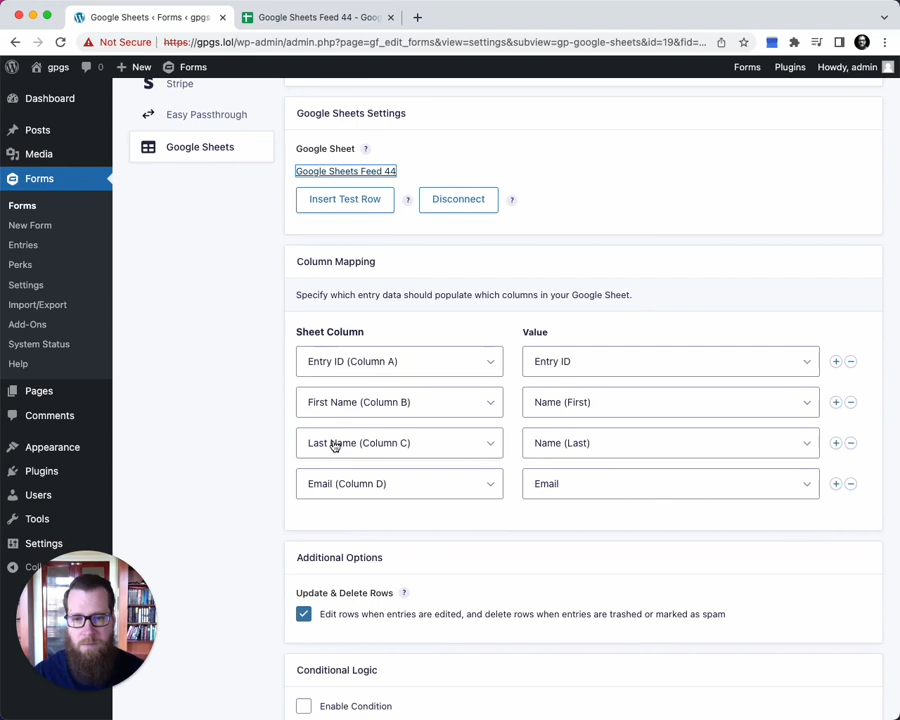 Google Sheets ‹ Forms ‹ gpgs
Google Sheets Feed 44 - Goo
Not Secure
https://gpgs.lol/wp-admin/admin.php?page=gf_edit_forms&view=settings&subview=gp-google-sheets&id=19&fid=...
gpgs
0
New
Forms
Forms
Plugins
Howdy, admin
Dashboard
Posts
Media
Forms
Forms
New Form
Entries
Perks
Settings
Import/Export
Add-Ons
System Status
Help
Pages
Comments
Appearance
Plugins
Users
Tools
Settings
Stripe
Easy Passthrough
Google Sheets
Google Sheets Settings
Google Sheet ?
Google Sheets Feed 44
Insert Test Row ? Disconnect ?
Column Mapping
Specify which entry data should populate which columns in your Google Sheet.
Sheet Column Value
Entry ID (Column A) Entry ID
First Name (Column B) Name (First)
Last Name (Column C) Name (Last)
Email (Column D) Email
Additional Options
Update & Delete Rows ?
Edit rows when entries are edited, and delete rows when entries are trashed or marked as spam
Conditional Logic
Enable Condition